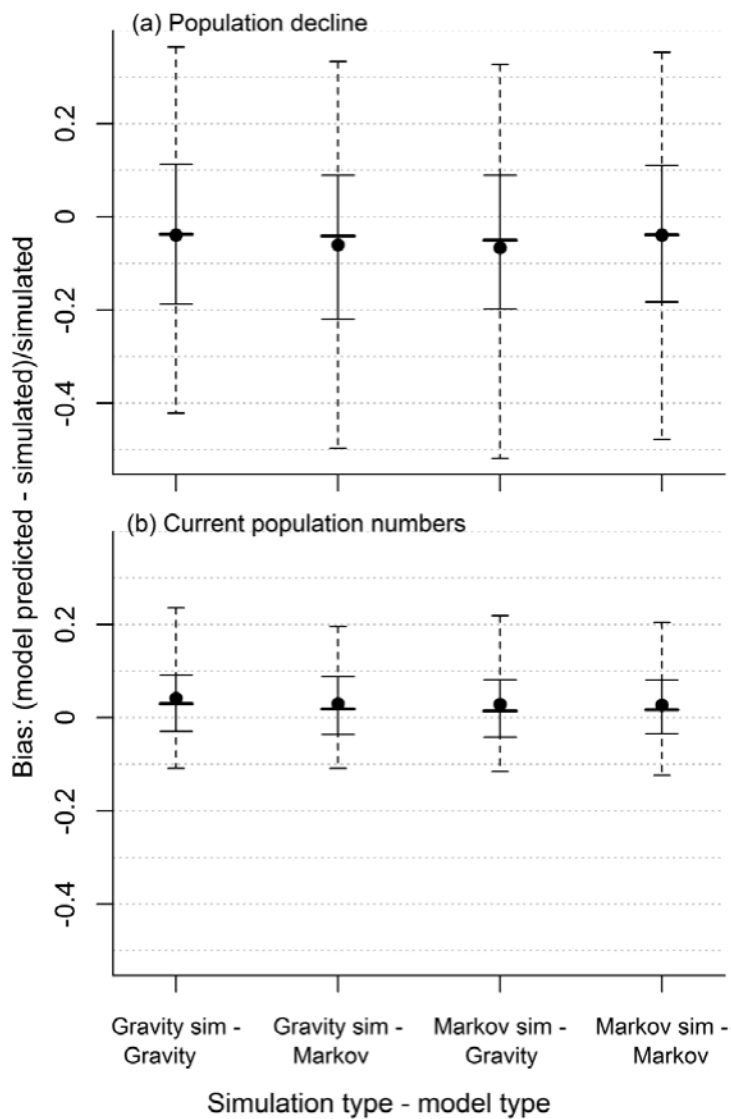 (a) Population decline
0.2
0
-0.2
-0.4
(b) Current population numbers
0.2
0
-0.2
-0.4
Bias: (model predicted - simulated)/simulated
Gravity sim -
Gravity
Gravity sim -
Markov
Markov sim -
Gravity
Markov sim -
Markov
Simulation type - model type